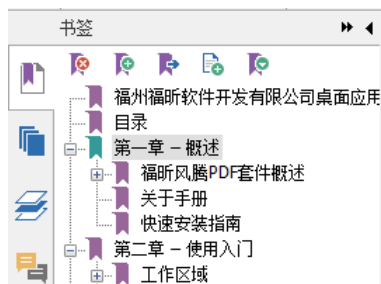 书签
福州福昕软件开发有限公司桌面应用
目录
第一章 – 概述
福昕风腾PDF套件概述
关于手册
快速安装指南
第二章 – 使用入门
工作区域